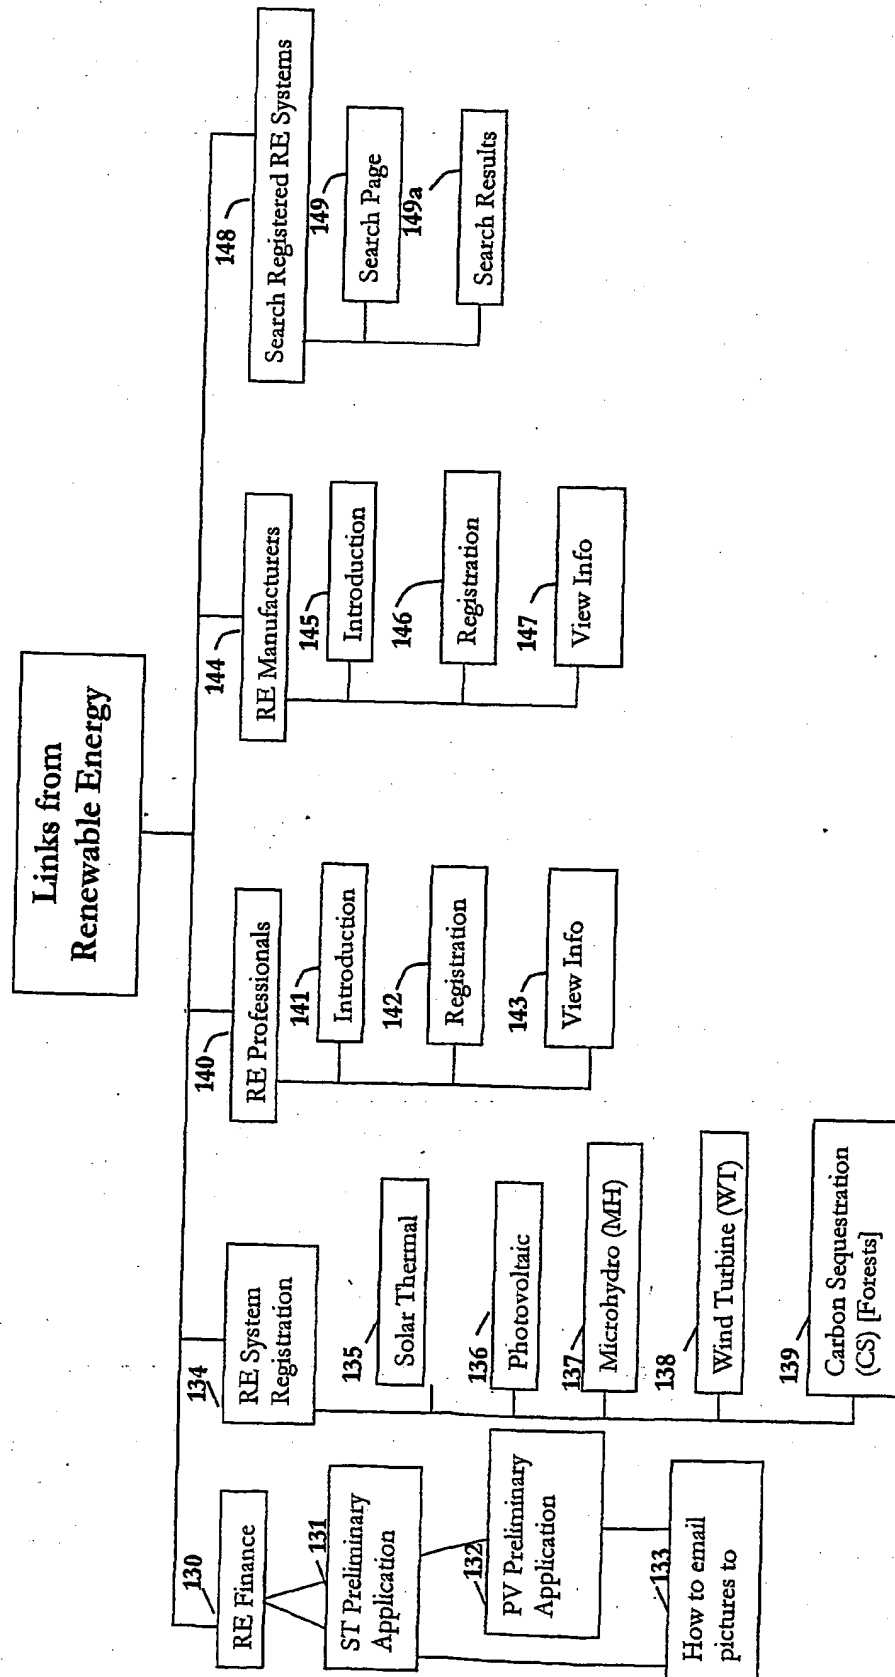 Links from
Renewable Energy
130
RE Finance
131
ST Preliminary
Application
132
PV Preliminary
Application
133
How to email
pictures to
134
RE System
Registration
135
Solar Thermal
136
Photovoltaic
137
Microhydro (MH)
138
Wind Turbine (WT)
139
Carbon Sequestration
(CS) [Forests]
140
RE Professionals
141
Introduction
142
Registration
143
View Info
144
RE Manufacturers
145
Introduction
146
Registration
147
View Info
148
Search Registered RE Systems
149
Search Page
149a
Search Results